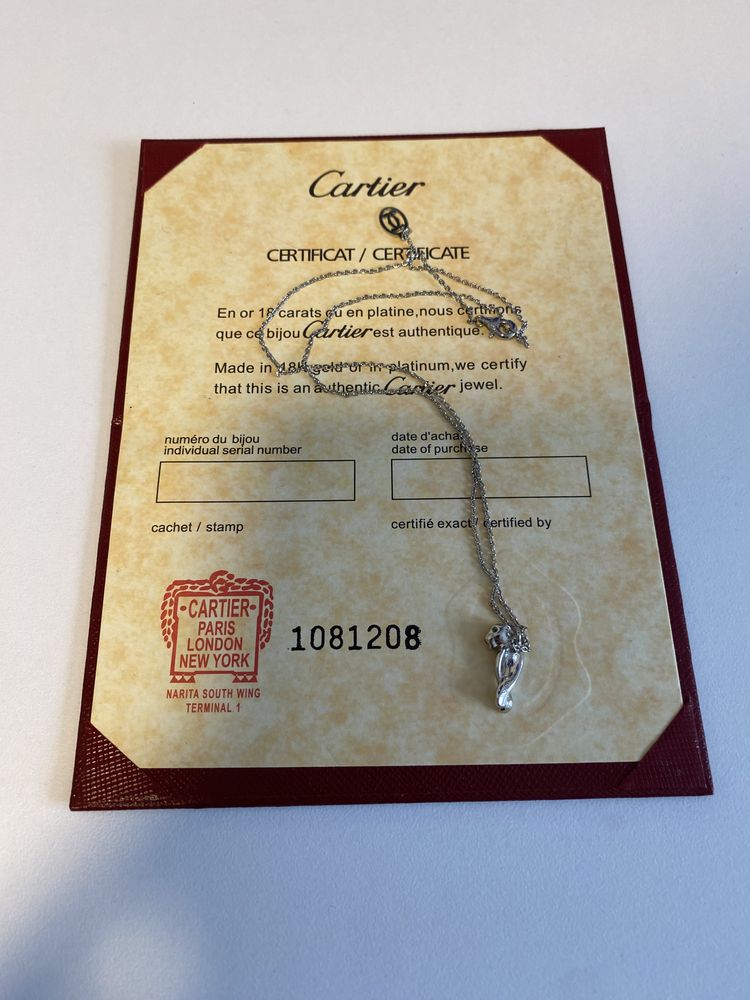 Cartier
CERTIFICAT / CERTIFICATE
En or 18 carats ou en platine,nous certifions
que ce bijou Cartier est authentique.
Made in 18K gold or in platinum,we certify
that this is an authentic Cartier jewel.
numéro du bijou
individual serial number
date d'achat
date of purchase
cachet / stamp
certifié exact / certified by
•CARTIER•
PARIS
LONDON
NEW YORK
NARITA SOUTH WING
TERMINAL 1
1081208